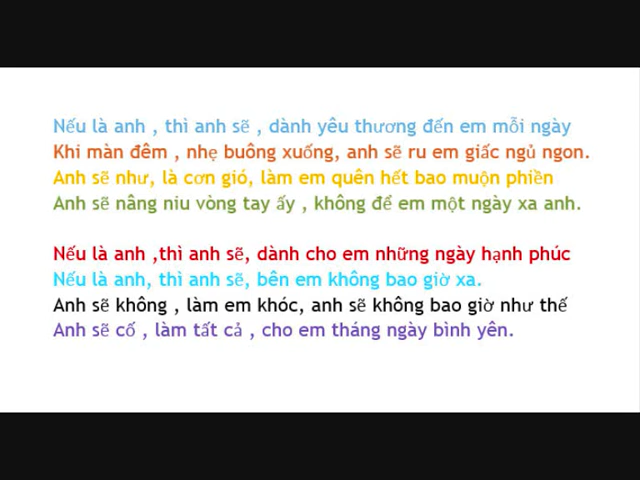 Nếu là anh , thì anh sẽ , dành yêu thương đến em mỗi ngày
Khi màn đêm , nhẹ buông xuống, anh sẽ ru em giấc ngủ ngon.
Anh sẽ như, là cơn gió, làm em quên hết bao muộn phiền
Anh sẽ nâng niu vòng tay ấy , không để em một ngày xa anh.
Nếu là anh ,thì anh sẽ, dành cho em những ngày hạnh phúc
Nếu là anh, thì anh sẽ, bên em không bao giờ xa.
Anh sẽ không , làm em khóc, anh sẽ không bao giờ như thế
Anh sẽ cố , làm tất cả , cho em tháng ngày bình yên.